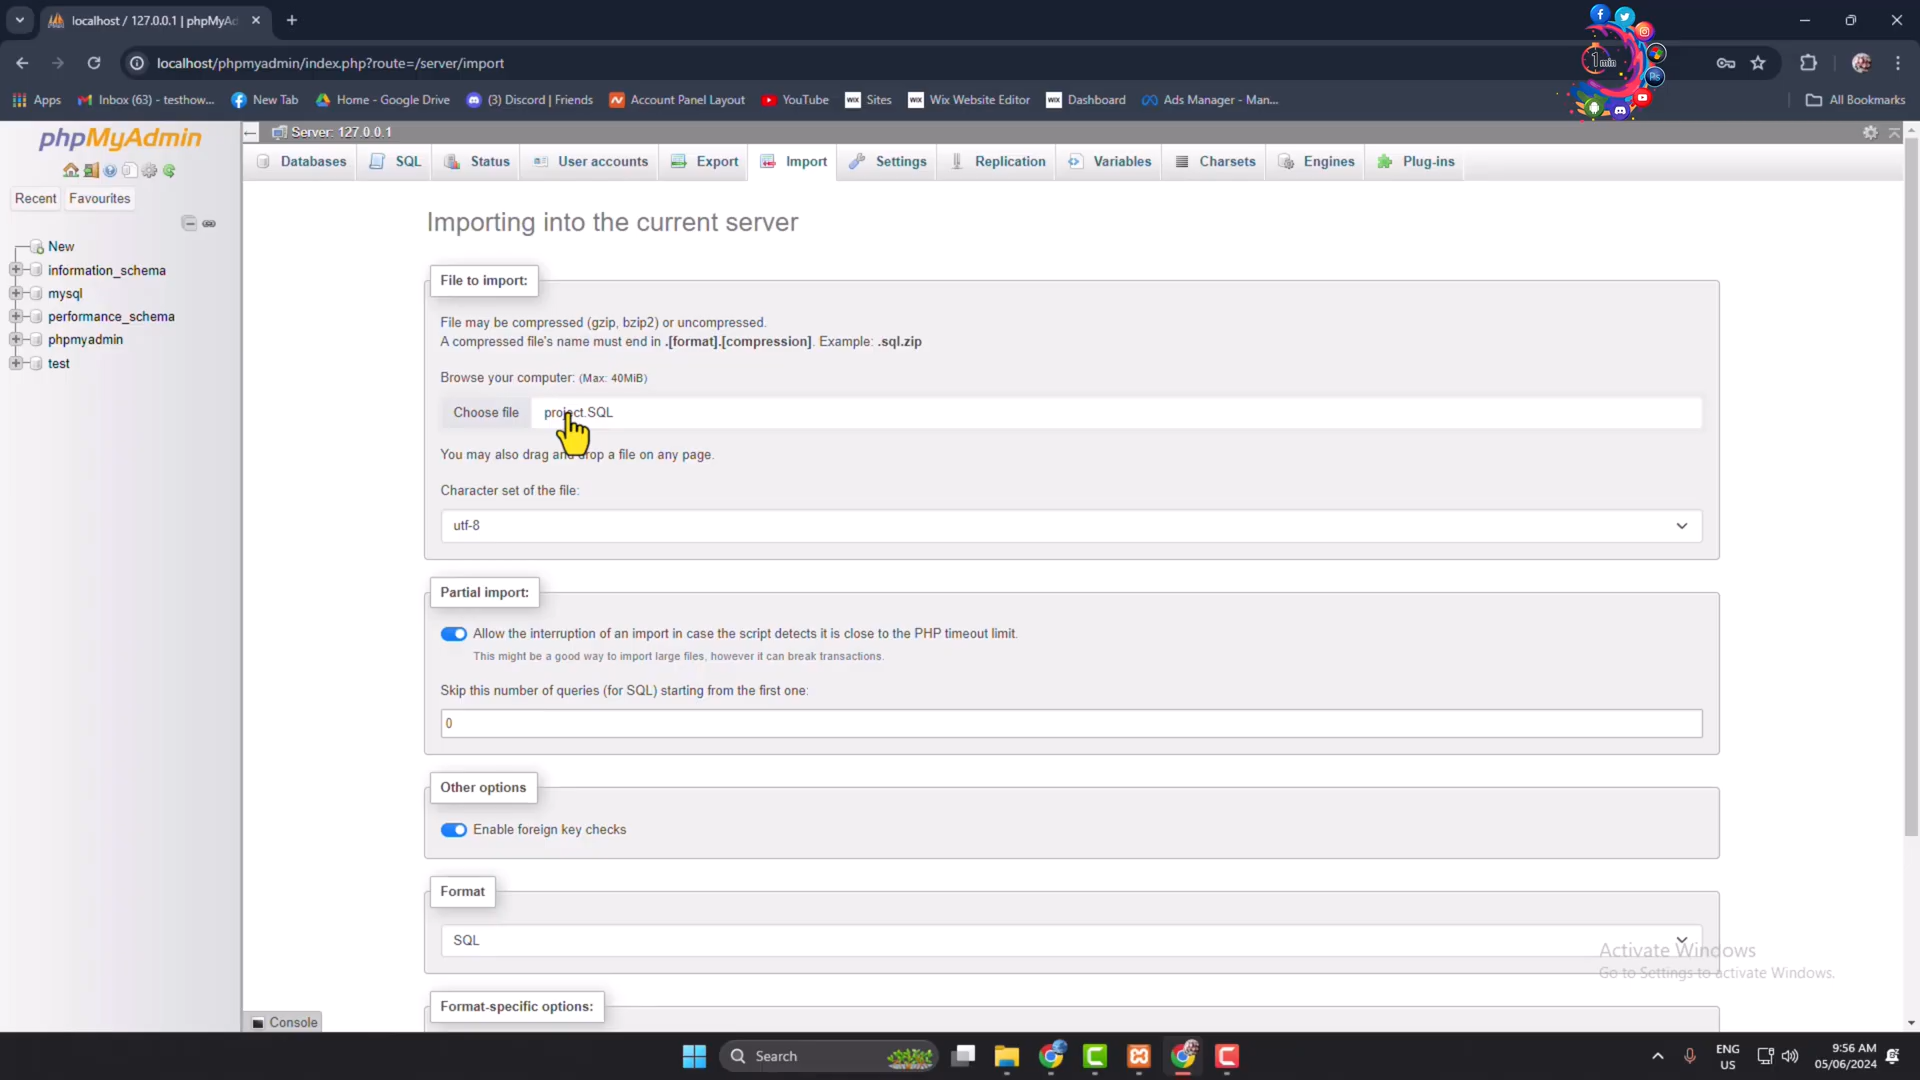 localhost / 127.0.0.1 | phpMyAd
localhost/phpmyadmin/index.php?route=/server/import
1 min
Ps
Apps
Inbox (63) - testhow...
New Tab
Home - Google Drive
(3) Discord | Friends
Account Panel Layout
YouTube
WIX Sites
WIX Wix Website Editor
WIX Dashboard
Ads Manager - Man...
All Bookmarks
phpMyAdmin
Server: 127.0.0.1
Databases
SQL
Status
User accounts
Export
Import
Settings
Replication
Variables
Charsets
Engines
Plug-ins
Recent
Favourites
New
information_schema
mysql
performance_schema
phpmyadmin
test
Importing into the current server
File to import:
File may be compressed (gzip, bzip2) or uncompressed.
A compressed file's name must end in .[format].[compression]. Example: .sql.zip
Browse your computer: (Max: 40MiB)
Choose file project.SQL
You may also drag and drop a file on any page.
Character set of the file:
utf-8
Partial import:
Allow the interruption of an import in case the script detects it is close to the PHP timeout limit.
This might be a good way to import large files, however it can break transactions.
Skip this number of queries (for SQL) starting from the first one:
0
Other options
Enable foreign key checks
Format
SQL
Activate Windows
Go to Settings to activate Windows.
Format-specific options:
Console
Search
ENG
US
9:56 AM
05/06/2024